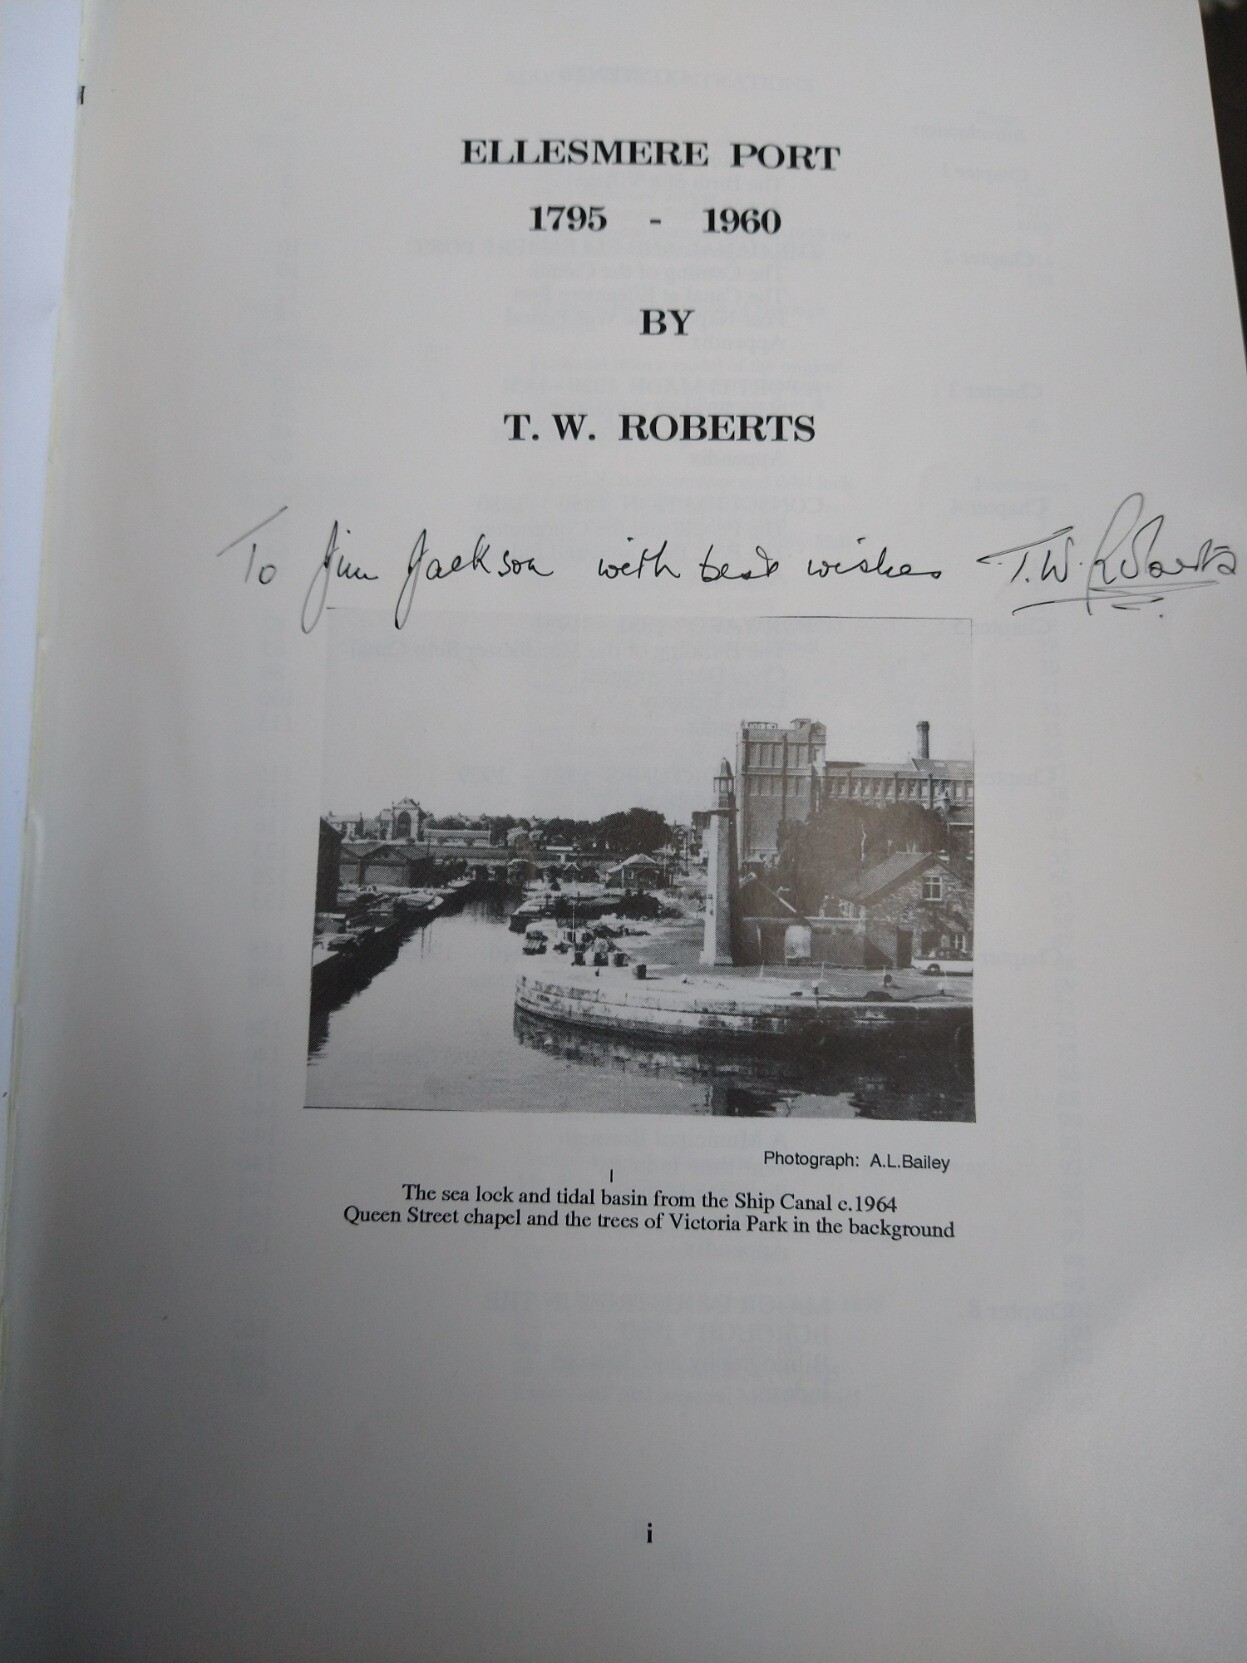 ELLESMERE PORT
1795 - 1960
BY
T. W. ROBERTS
To Jim Jackson with best wishes T.W. Roberts
Photograph: A.L.Bailey
The sea lock and tidal basin from the Ship Canal c.1964
Queen Street chapel and the trees of Victoria Park in the background
i